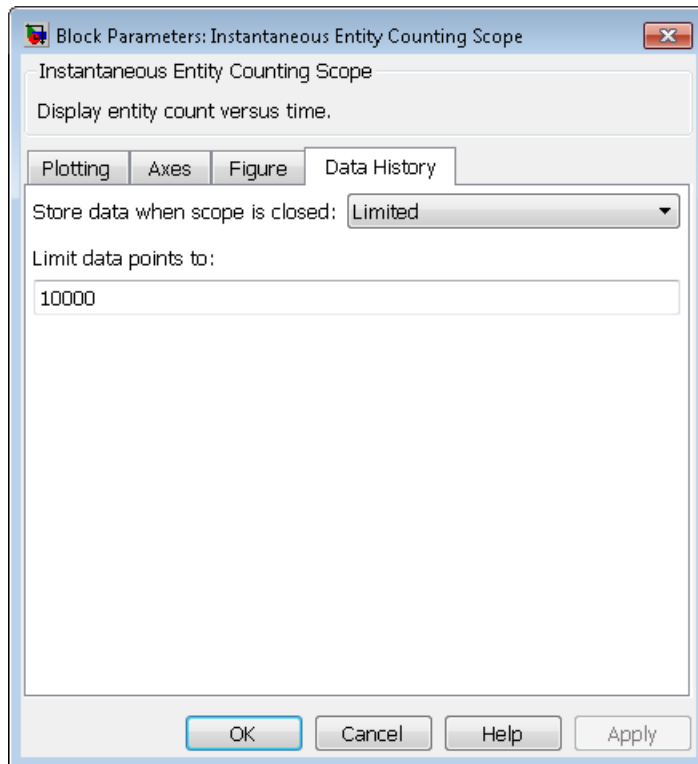 Block Parameters: Instantaneous Entity Counting Scope
Instantaneous Entity Counting Scope
Display entity count versus time.
Plotting Axes Figure Data History
Store data when scope is closed: Limited
Limit data points to:
10000
OK Cancel Help Apply